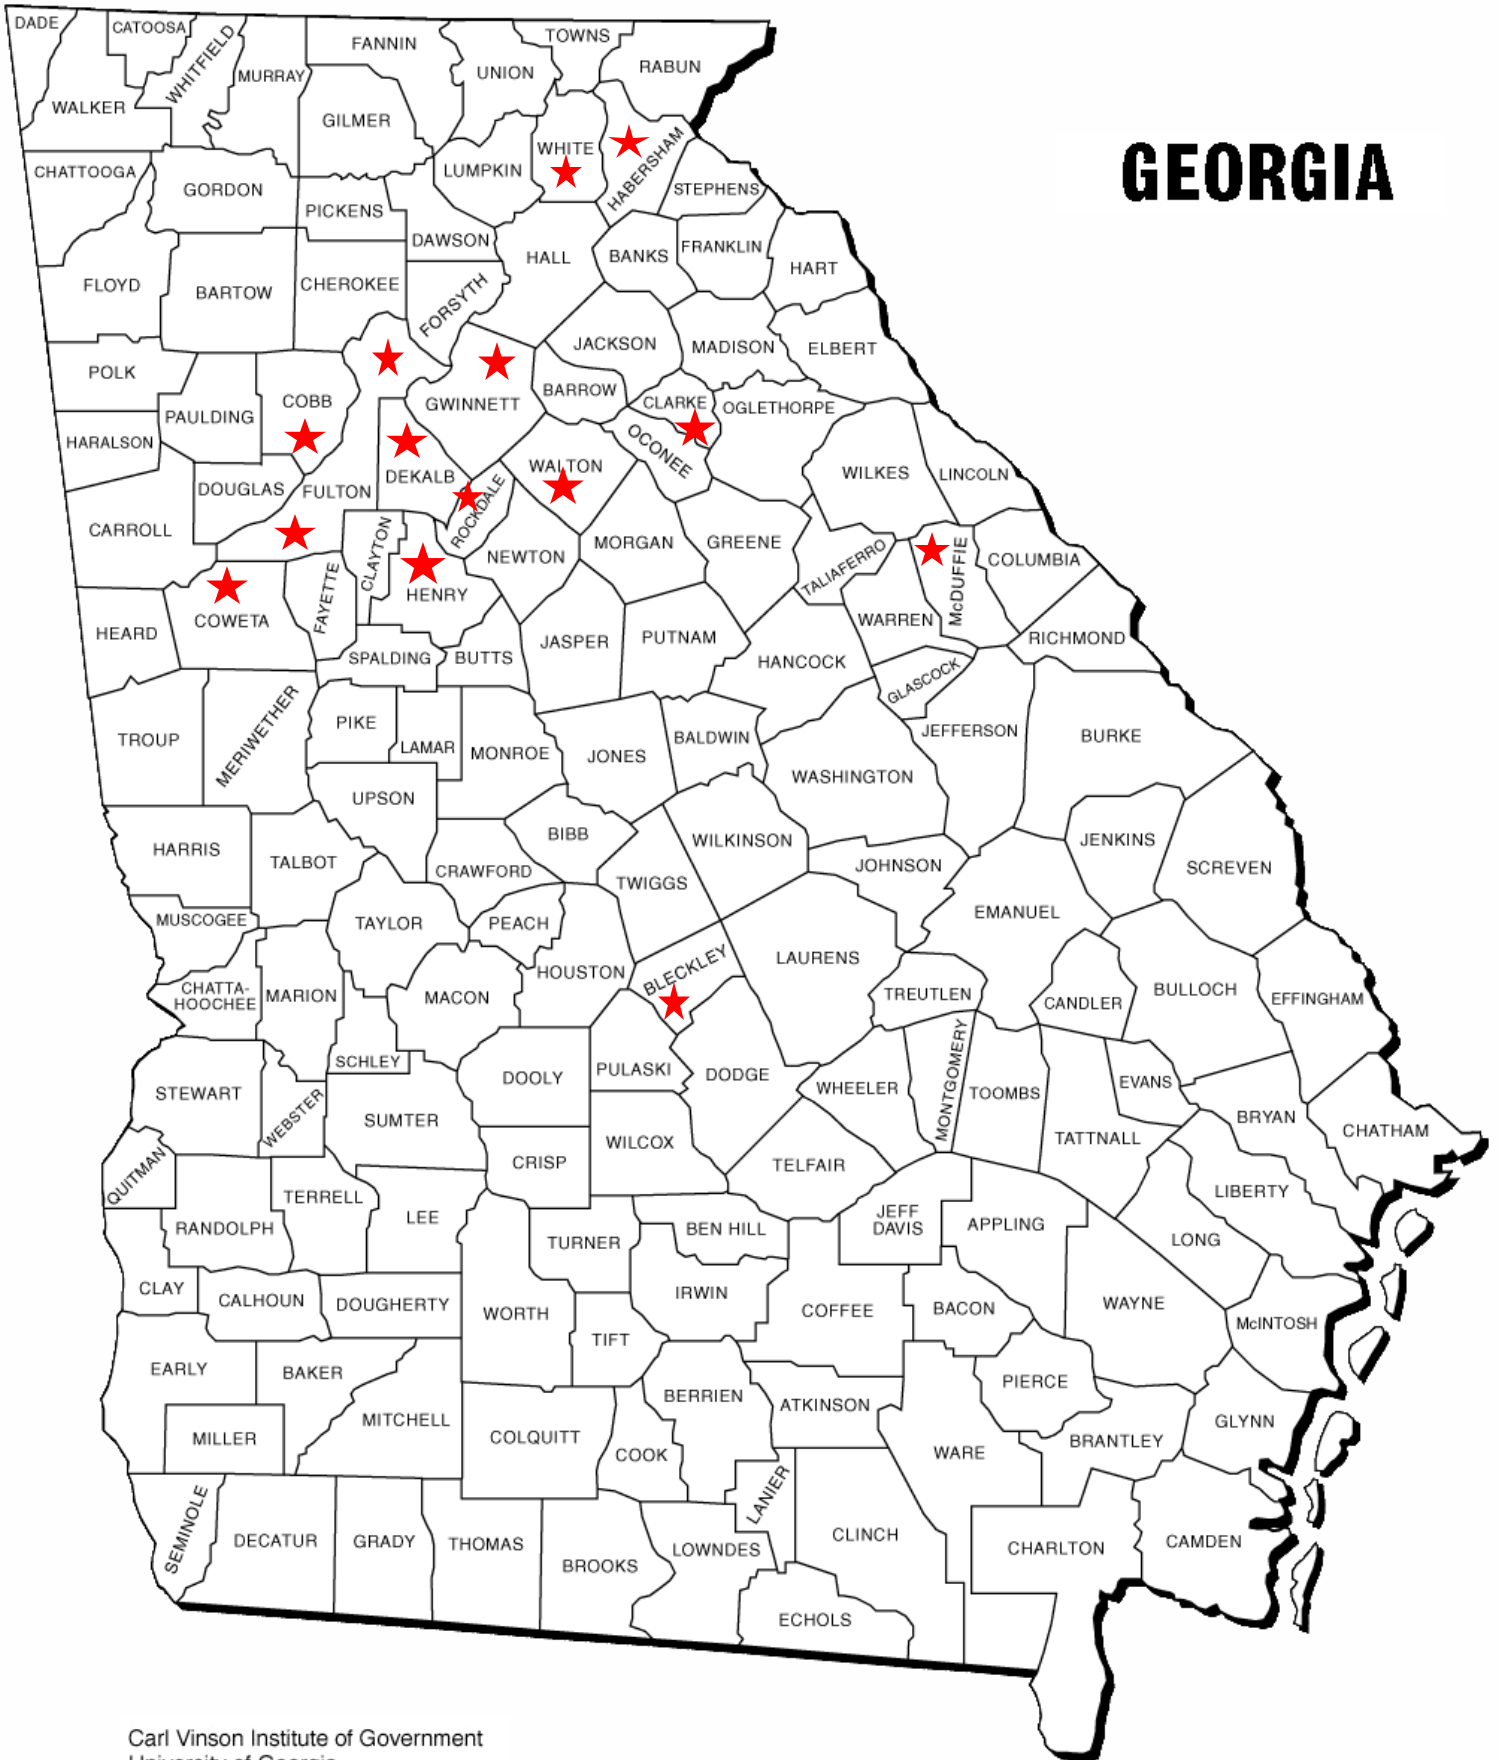 DADE
CATOOSA
WHITFIELD
MURRAY
FANNIN
UNION
TOWNS
RABUN
WALKER
GILMER
LUMPKIN
WHITE
HABERSHAM
GEORGIA
CHATTOOGA
GORDON
PICKENS
DAWSON
STEPHENS
HALL
BANKS
FRANKLIN
HART
FLOYD
BARTOW
CHEROKEE
FORSYTH
JACKSON
MADISON
ELBERT
POLK
PAULDING
COBB
GWINNETT
BARROW
CLARKE
OGLETHORPE
HARALSON
OCONEE
DOUGLAS
FULTON
DEKALB
ROCKDALE
WALTON
WILKES
LINCOLN
CARROLL
CLAYTON
HENRY
NEWTON
MORGAN
GREENE
TALIAFERRO
McDUFFIE
COLUMBIA
HEARD
COWETA
FAYETTE
SPALDING
BUTTS
JASPER
PUTNAM
HANCOCK
WARREN
GLASCOCK
RICHMOND
TROUP
MERIWETHER
PIKE
LAMAR
MONROE
JONES
BALDWIN
WASHINGTON
JEFFERSON
BURKE
UPSON
HARRIS
TALBOT
CRAWFORD
BIBB
TWIGGS
WILKINSON
JOHNSON
JENKINS
SCREVEN
MUSCOGEE
TAYLOR
PEACH
EMANUEL
CHATTA-
HOOCHEE
MARION
MACON
HOUSTON
BLECKLEY
LAURENS
TREUTLEN
CANDLER
BULLOCH
EFFINGHAM
STEWART
WEBSTER
SCHLEY
SUMTER
DOOLY
PULASKI
DODGE
WHEELER
MONTGOMERY
TOOMBS
EVANS
TATTNALL
BRYAN
CHATHAM
QUITMAN
CRISP
WILCOX
TELFAIR
LIBERTY
RANDOLPH
TERRELL
LEE
TURNER
BEN HILL
JEFF
DAVIS
APPLING
LONG
CLAY
CALHOUN
DOUGHERTY
WORTH
IRWIN
COFFEE
BACON
WAYNE
McINTOSH
TIFT
EARLY
BAKER
MITCHELL
BERRIEN
ATKINSON
PIERCE
GLYNN
MILLER
COLQUITT
COOK
WARE
BRANTLEY
LANIER
SEMINOLE
DECATUR
GRADY
THOMAS
BROOKS
LOWNDES
CLINCH
CHARLTON
CAMDEN
ECHOLS
Carl Vinson Institute of Government
University of Georgia